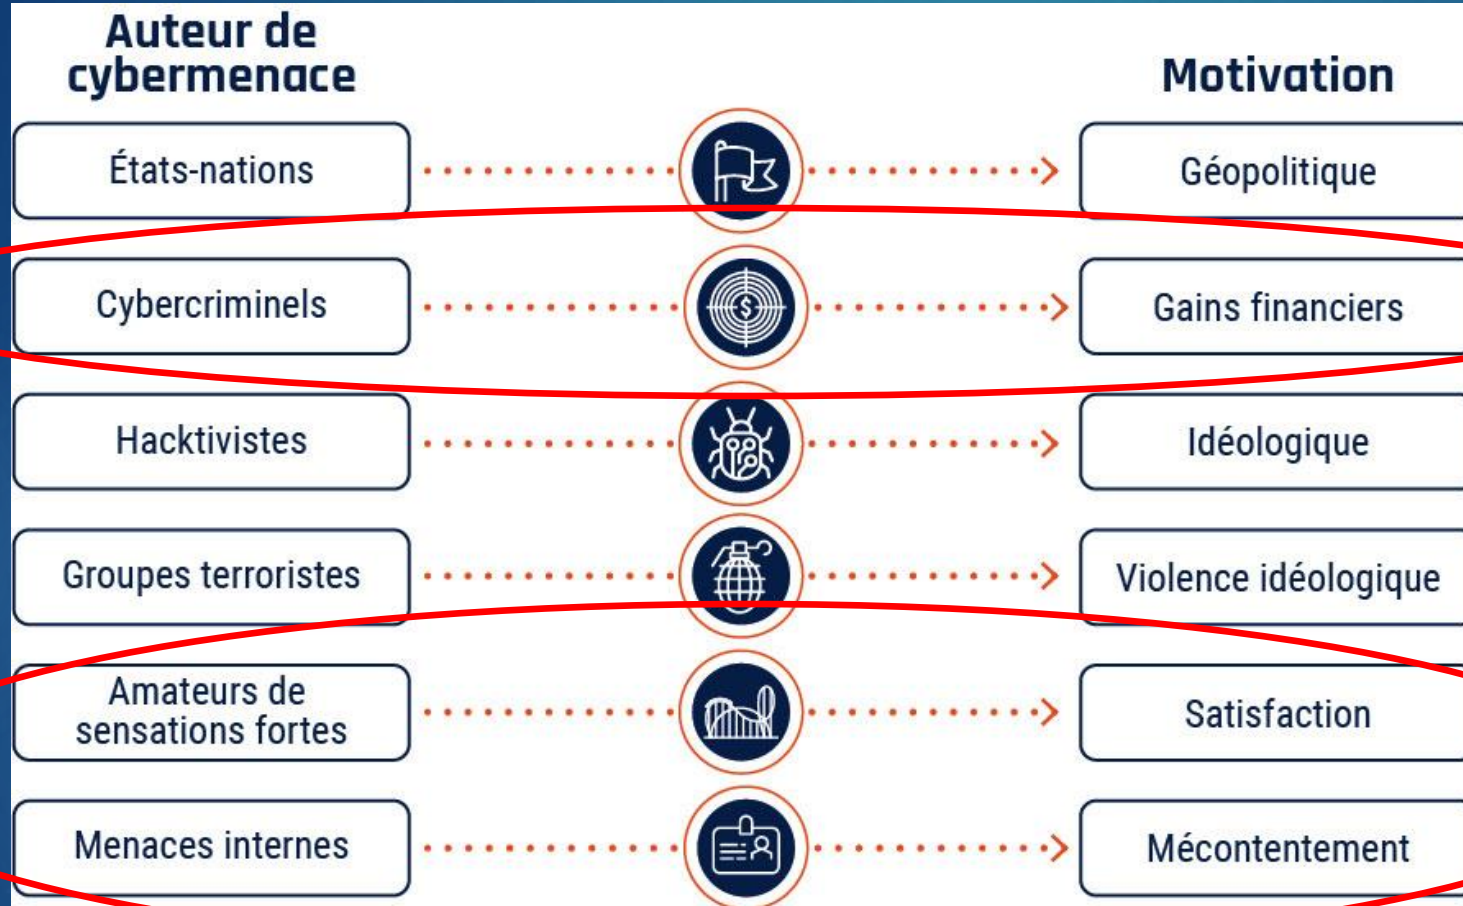 Auteur de
cybermenace
Motivation
États-nations
Géopolitique
Cybercriminels
$
Gains financiers
Hacktivistes
Idéologique
Groupes terroristes
Violence idéologique
Amateurs de
sensations fortes
Satisfaction
Menaces internes
Mécontentement